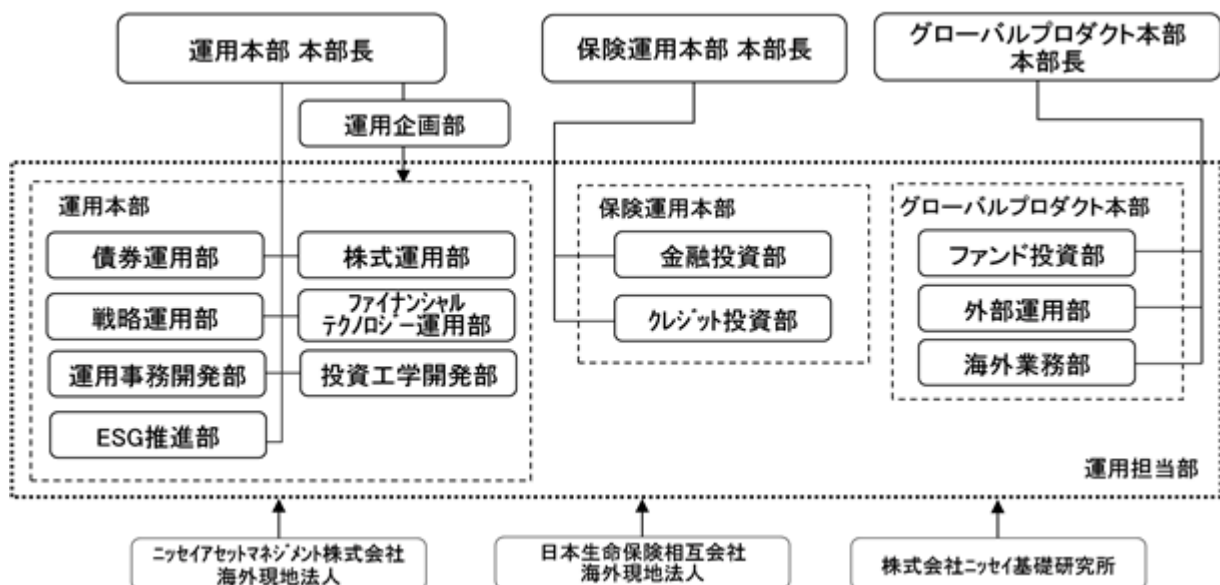 運用本部 本部長
保険運用本部 本部長
グローバルプロダクト本部
本部長
運用企画部
運用本部
債券運用部
株式運用部
戦略運用部
ファイナンシャル
テクノロジー運用部
運用事務開発部
投資工学開発部
ESG推進部
保険運用本部
金融投資部
クレジット投資部
グローバルプロダクト本部
ファンド投資部
外部運用部
海外業務部
運用担当部
ニッセイアセットマネジメント株式会社
海外現地法人
日本生命保険相互会社
海外現地法人
株式会社ニッセイ基礎研究所